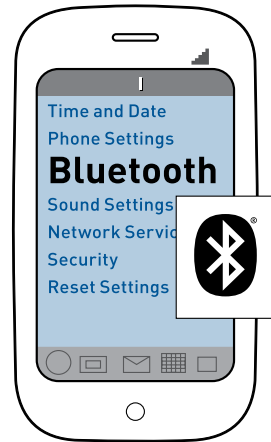 Time and Date
Phone Settings
Bluetooth
Sound Settings
Network Servic
Security
Reset Settings
®